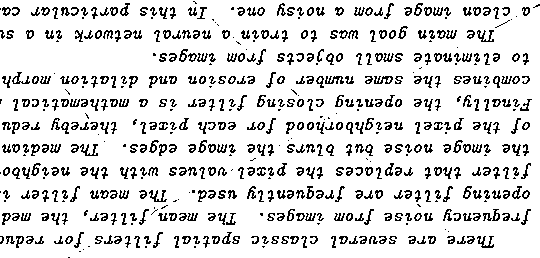 There are several classic spatial filters for reduc
frequency noise from images. The mean filter, the med
opening filter are frequently used. The mean filter i
filter that replaces the pixel values with the neighbo
the image noise but blurs the image edges. The median
of the pixel neighborhood for each pixel, thereby redu
Finally, the opening closing filter is a mathematical
combines the same number of erosion and dilation morph
to eliminate small objects from images.
The main goal was to train a neural network in a su
a clean image from a noisy one. In this particular ca